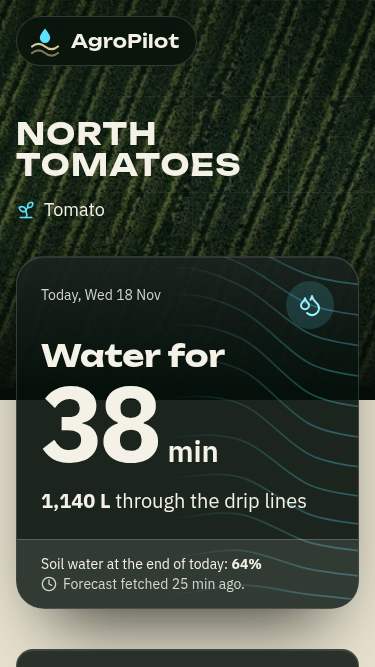 AgroPilot
NORTH
TOMATOES
Tomato
Today, Wed 18 Nov
Water for
38 min
1,140 L through the drip lines
Soil water at the end of today: 64%
Forecast fetched 25 min ago.